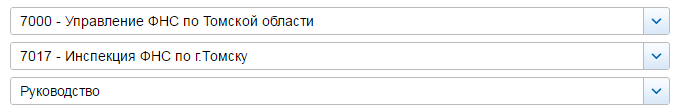 7000 - Управление ФНС по Томской области
7017 - Инспекция ФНС по г.Томску
Руководство